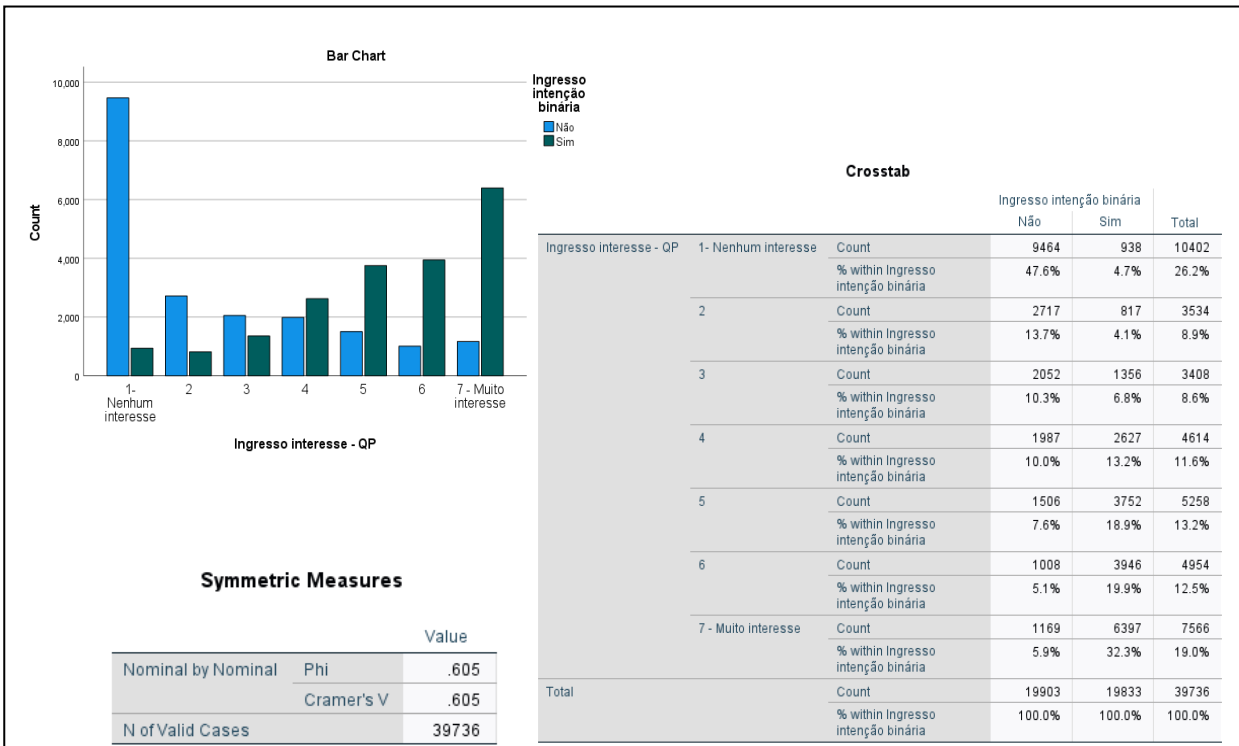 Bar Chart
10,000
8,000
6,000
4,000
2,000
0
Count
1-
Nenhum
interesse
2
3
4
5
6
7 - Muito
interesse
Ingresso interesse - QP
Ingresso
intenção
binária
Não
Sim
Crosstab
Ingresso intenção binária
Não Sim Total
Ingresso interesse - QP 1- Nenhum interesse Count 9464 938 10402
% within Ingresso
intenção binária 47.6% 4.7% 26.2%
2 Count 2717 817 3534
% within Ingresso
intenção binária 13.7% 4.1% 8.9%
3 Count 2052 1356 3408
% within Ingresso
intenção binária 10.3% 6.8% 8.6%
4 Count 1987 2627 4614
% within Ingresso
intenção binária 10.0% 13.2% 11.6%
5 Count 1506 3752 5258
% within Ingresso
intenção binária 7.6% 18.9% 13.2%
6 Count 1008 3946 4954
% within Ingresso
intenção binária 5.1% 19.9% 12.5%
7 - Muito interesse Count 1169 6397 7566
% within Ingresso
intenção binária 5.9% 32.3% 19.0%
Total Count 19903 19833 39736
% within Ingresso
intenção binária 100.0% 100.0% 100.0%
Symmetric Measures
Value
Nominal by Nominal Phi .605
Cramer's V .605
N of Valid Cases 39736